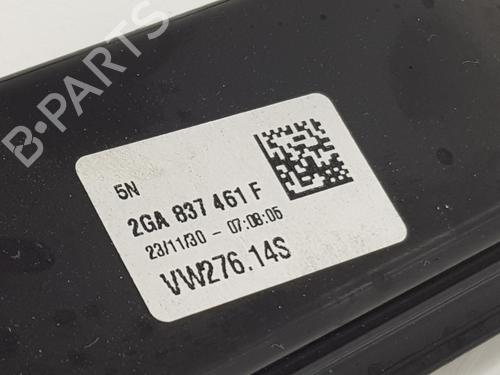 B-PARTS
5N
2GA 837 461 F
23/11/30 - 07:08:06
VW276.14S